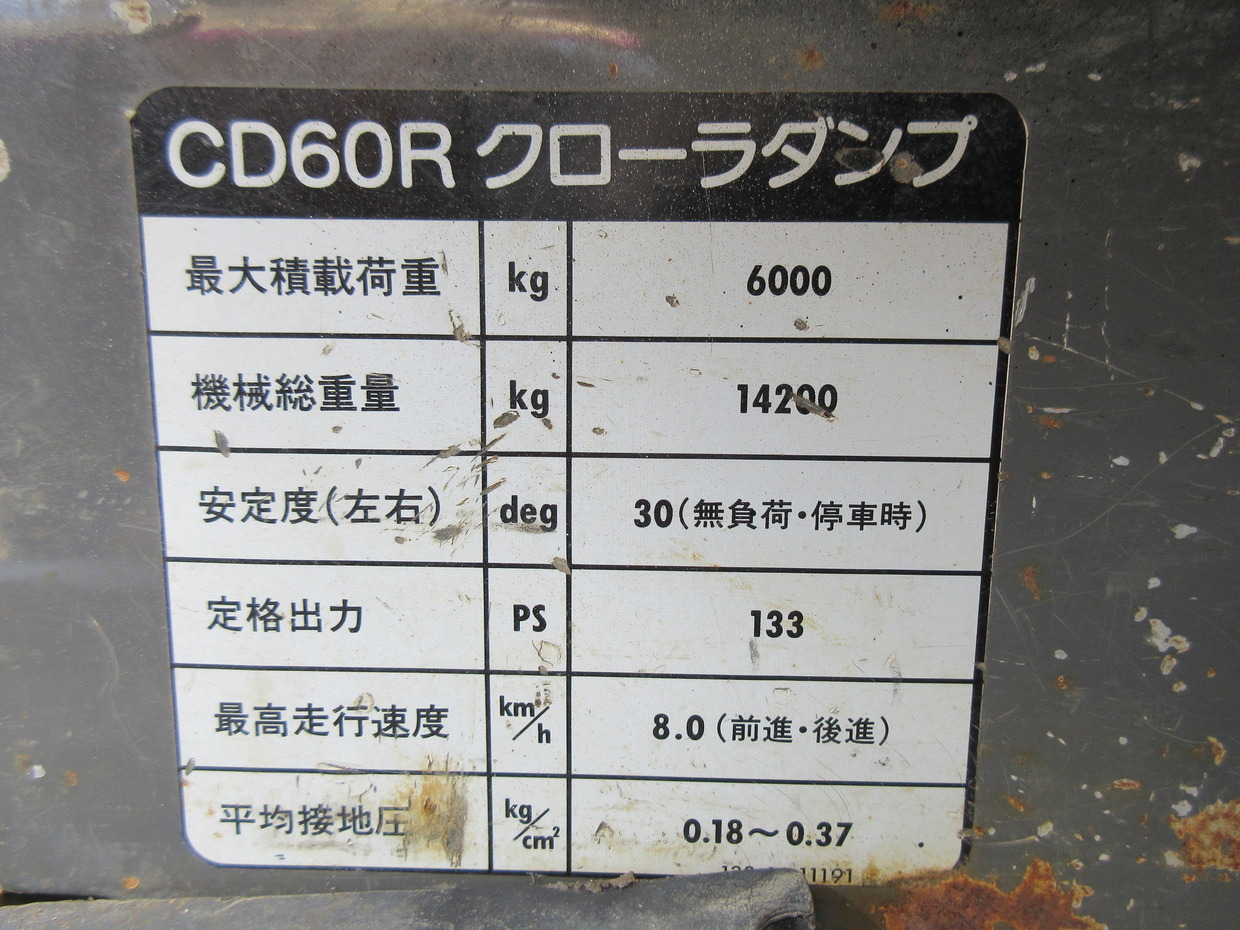 CD60R クローラダンプ
最大積載荷重 kg 6000
機械総重量 kg 14200
安定度(左右) deg 30(無負荷・停車時)
定格出力 PS 133
最高走行速度 km/h 8.0(前進・後進)
平均接地圧 kg/cm² 0.18～0.37